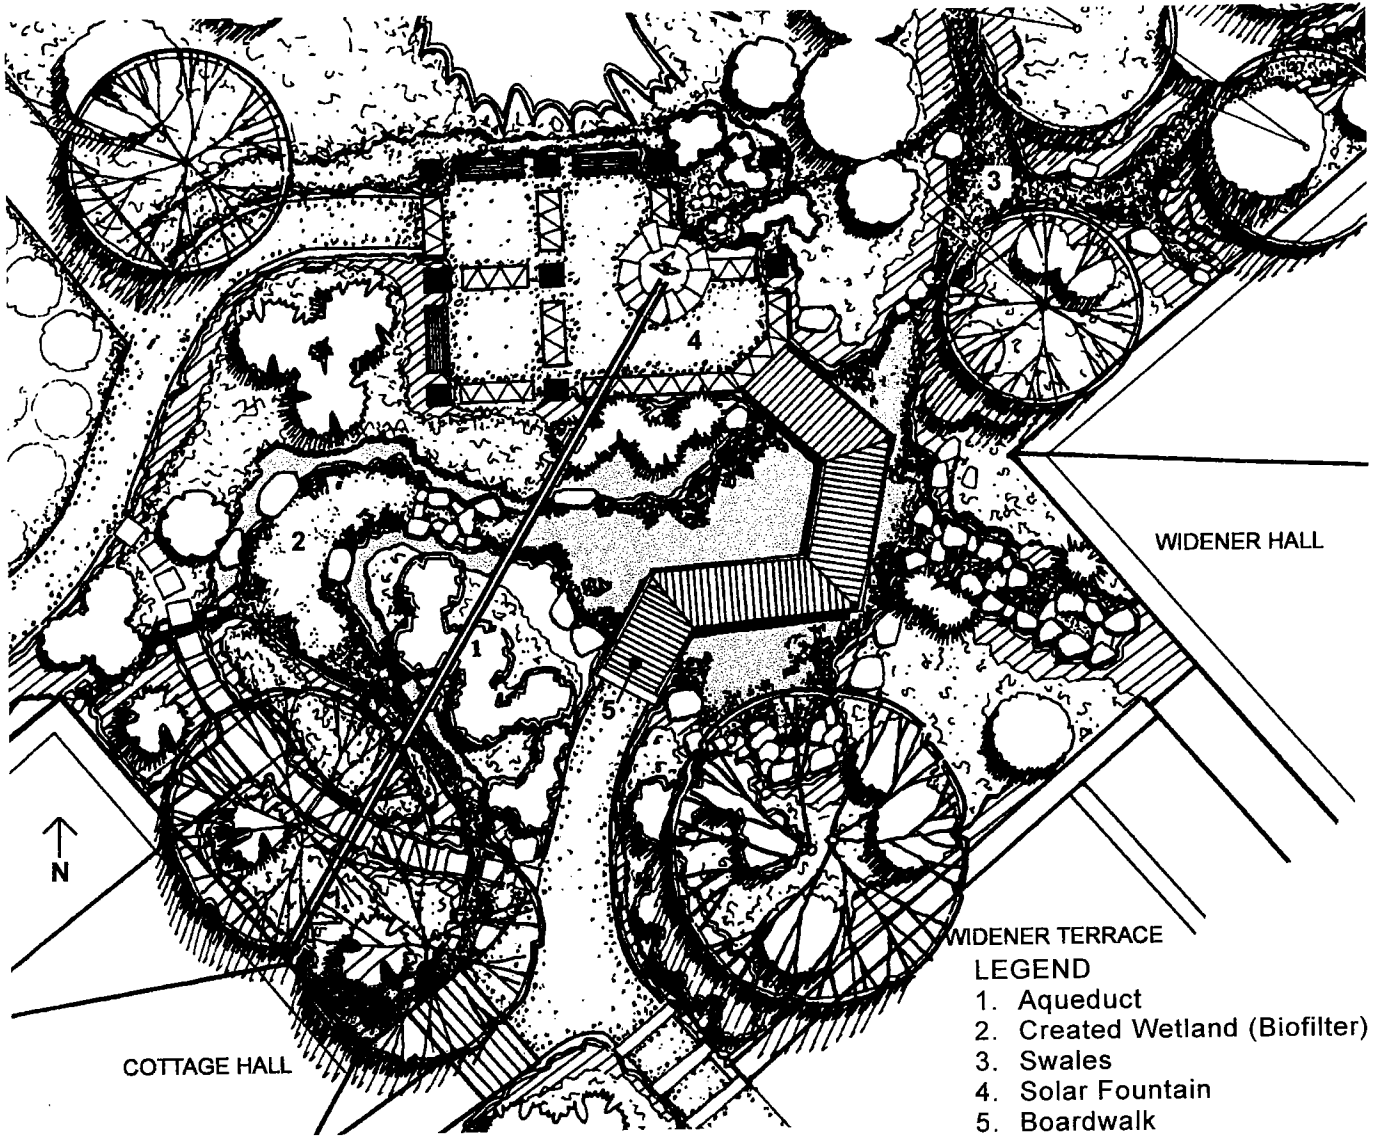 3
4
WIDENER HALL
2
1
5
N
WIDENER TERRACE
LEGEND
1. Aqueduct
2. Created Wetland (Biofilter)
3. Swales
4. Solar Fountain
5. Boardwalk
COTTAGE HALL